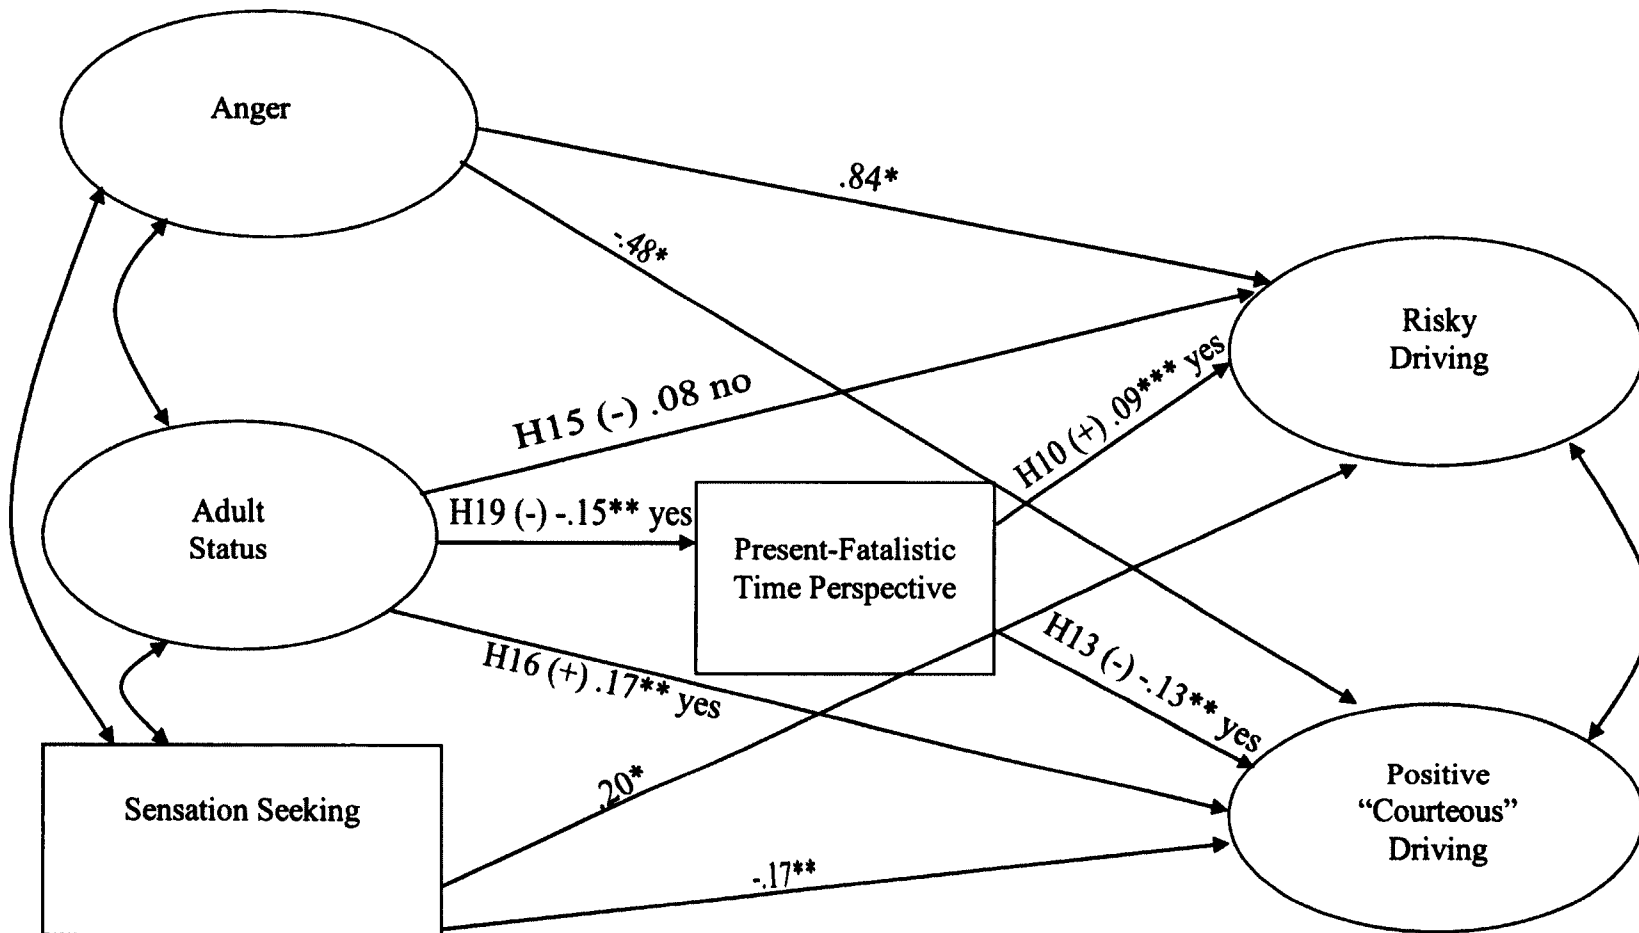 Anger
.84*
-.48*
Risky
Driving
H15 (-) .08 no
H10 (+) .09*** yes
Adult
Status
H19 (-) -.15** yes
Present-Fatalistic
Time Perspective
H13 (-) -.13** yes
H16 (+) .17** yes
Sensation Seeking
.20*
-.17**
Positive
“Courteous”
Driving